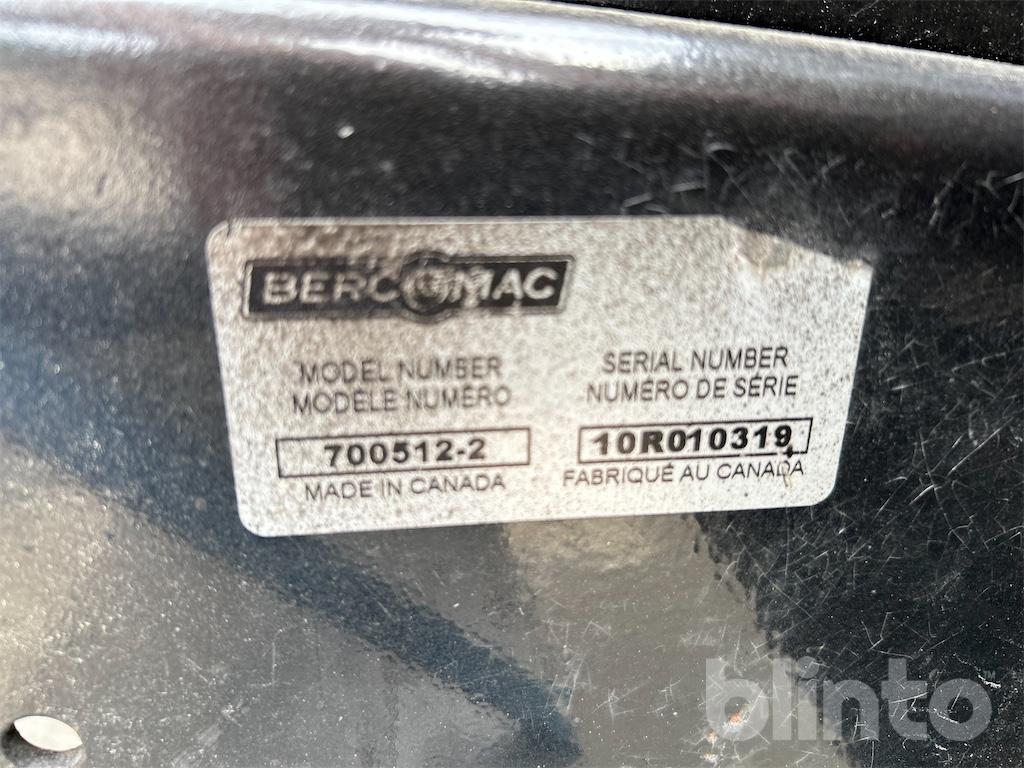 BERCOMAC
MODEL NUMBER
MODÈLE NUMÉRO
700512-2
MADE IN CANADA
SERIAL NUMBER
NUMÉRO DE SÉRIE
10R010319
FABRIQUÉ AU CANADA
blinto